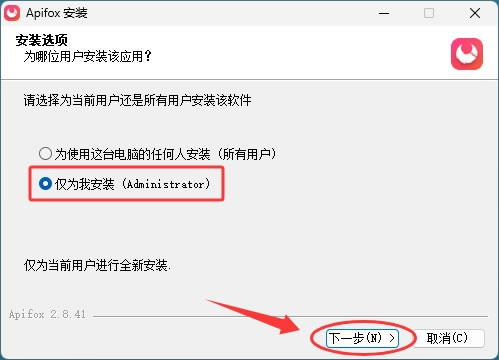 Apifox 安装
安装选项
为哪位用户安装该应用？
请选择为当前用户还是所有用户安装该软件
为使用这台电脑的任何人安装（所有用户）
仅为我安装（Administrator）
仅为当前用户进行全新安装.
Apifox 2.8.41
下一步(N) >
取消(C)